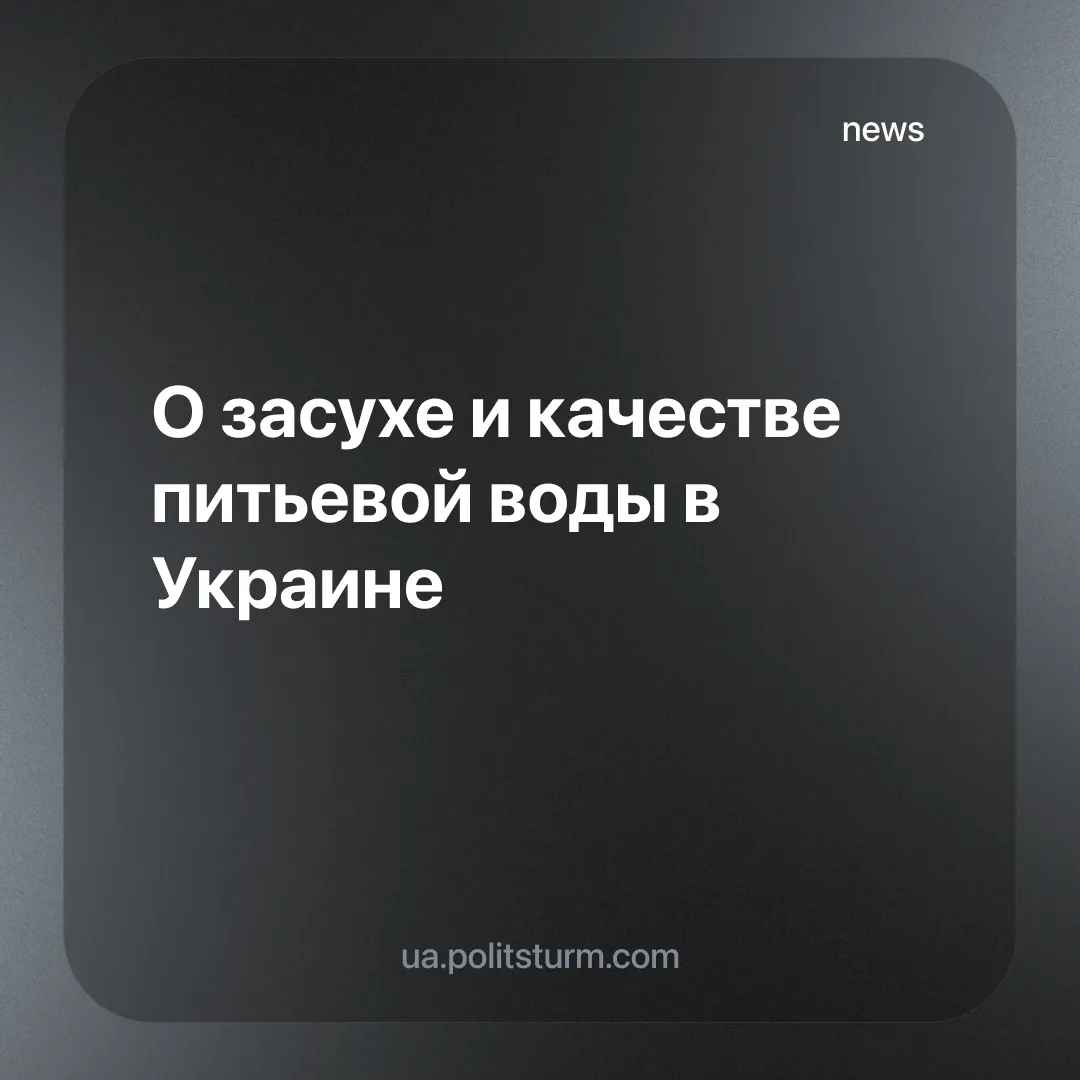 news
О засухе и качестве
питьевой воды в
Украине
ua.politsturm.com